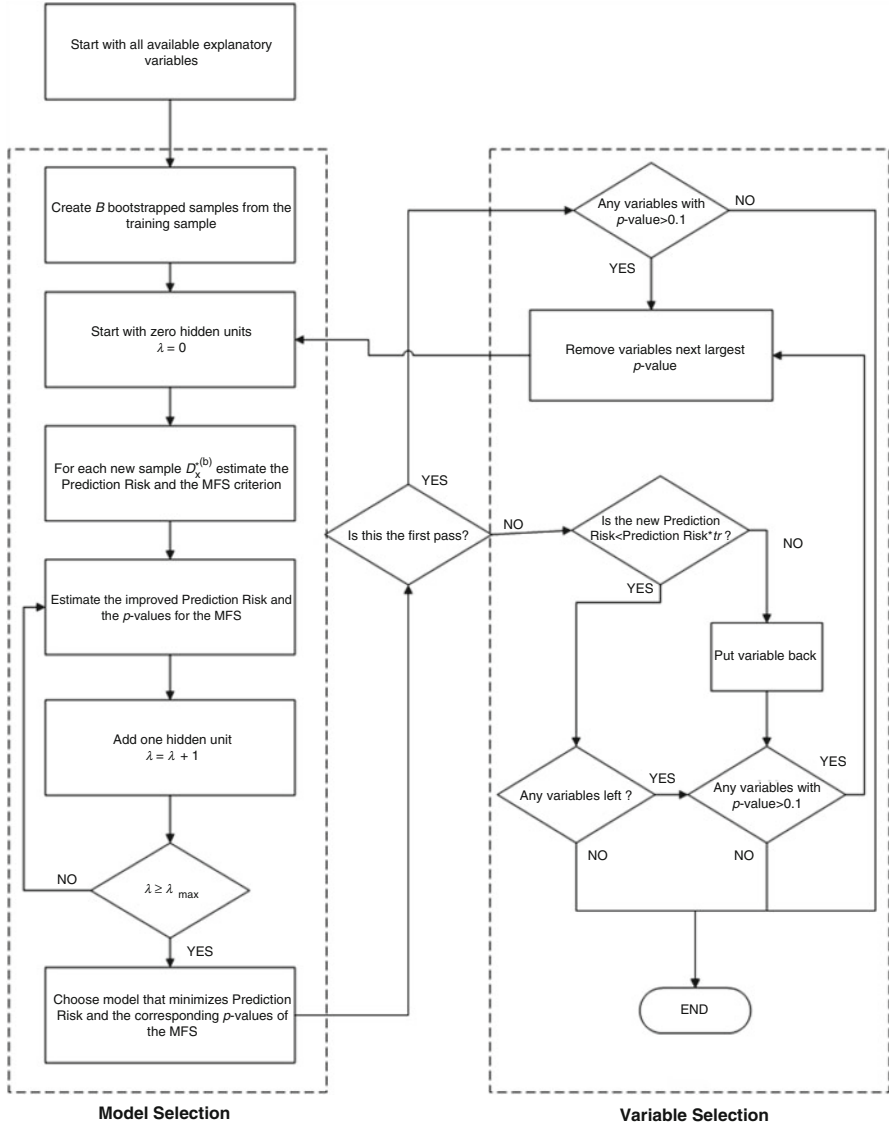 Start with all available explanatory
variables
Create B bootstrapped samples from the
training sample
Start with zero hidden units
λ = 0
For each new sample D*(b)x estimate the
Prediction Risk and the MFS criterion
Estimate the improved Prediction Risk and
the p-values for the MFS
Add one hidden unit
λ = λ + 1
NO
λ ≥ λ max
YES
Choose model that minimizes Prediction
Risk and the corresponding p-values of
the MFS
Model Selection
YES
Is this the first pass?
NO
Any variables with
p-value>0.1
NO
YES
Remove variables next largest
p-value
Is the new Prediction
Risk<Prediction Risk*tr ?
NO
YES
Put variable back
Any variables left ?
YES
NO
Any variables with
p-value>0.1
YES
NO
END
Variable Selection